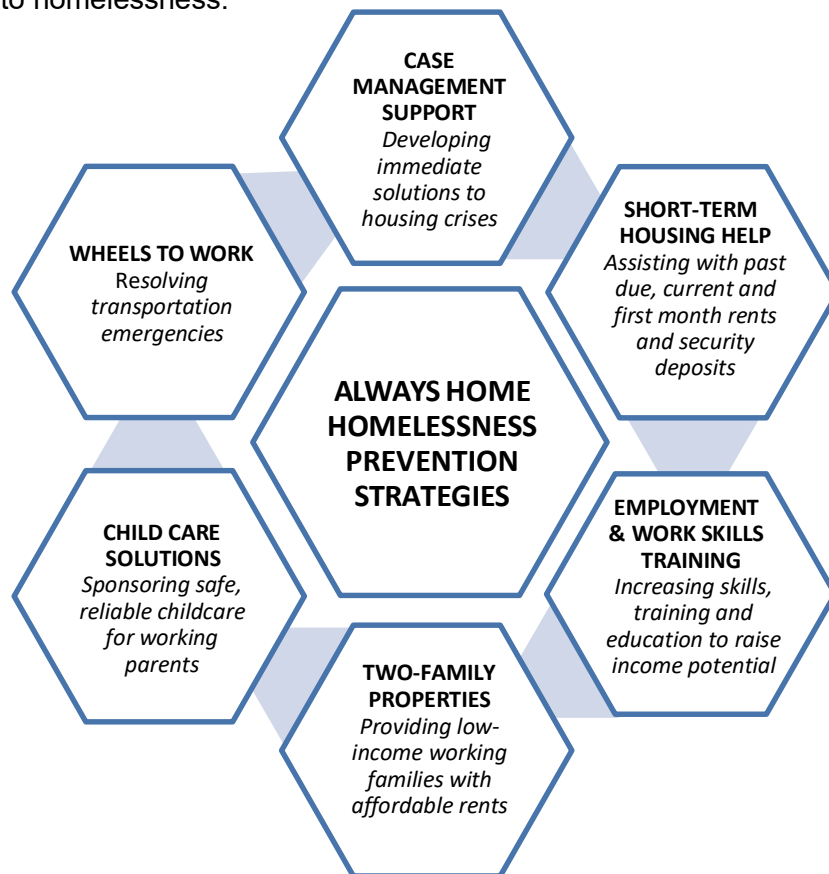 to homelessness.
CASE
MANAGEMENT
SUPPORT
Developing
immediate
solutions to
housing crises
SHORT-TERM
HOUSING HELP
Assisting with past
due, current and
first month rents
and security
deposits
EMPLOYMENT
& WORK SKILLS
TRAINING
Increasing skills,
training and
education to raise
income potential
TWO-FAMILY
PROPERTIES
Providing low-
income working
families with
affordable rents
CHILD CARE
SOLUTIONS
Sponsoring safe,
reliable childcare
for working
parents
WHEELS TO WORK
Resolving
transportation
emergencies
ALWAYS HOME
HOMELESSNESS
PREVENTION
STRATEGIES